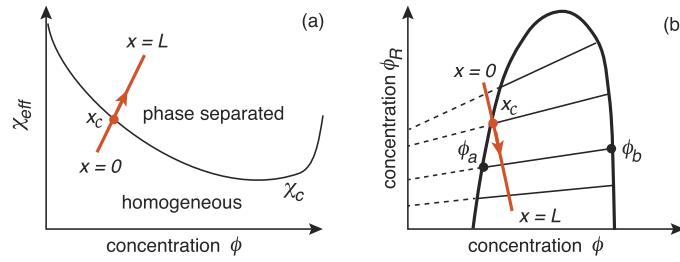 (a)
x = L
χeff
xc
phase separated
x = 0
homogeneous
χc
concentration ϕ
(b)
concentration ϕR
x = 0
xc
ϕa
ϕb
x = L
concentration ϕ